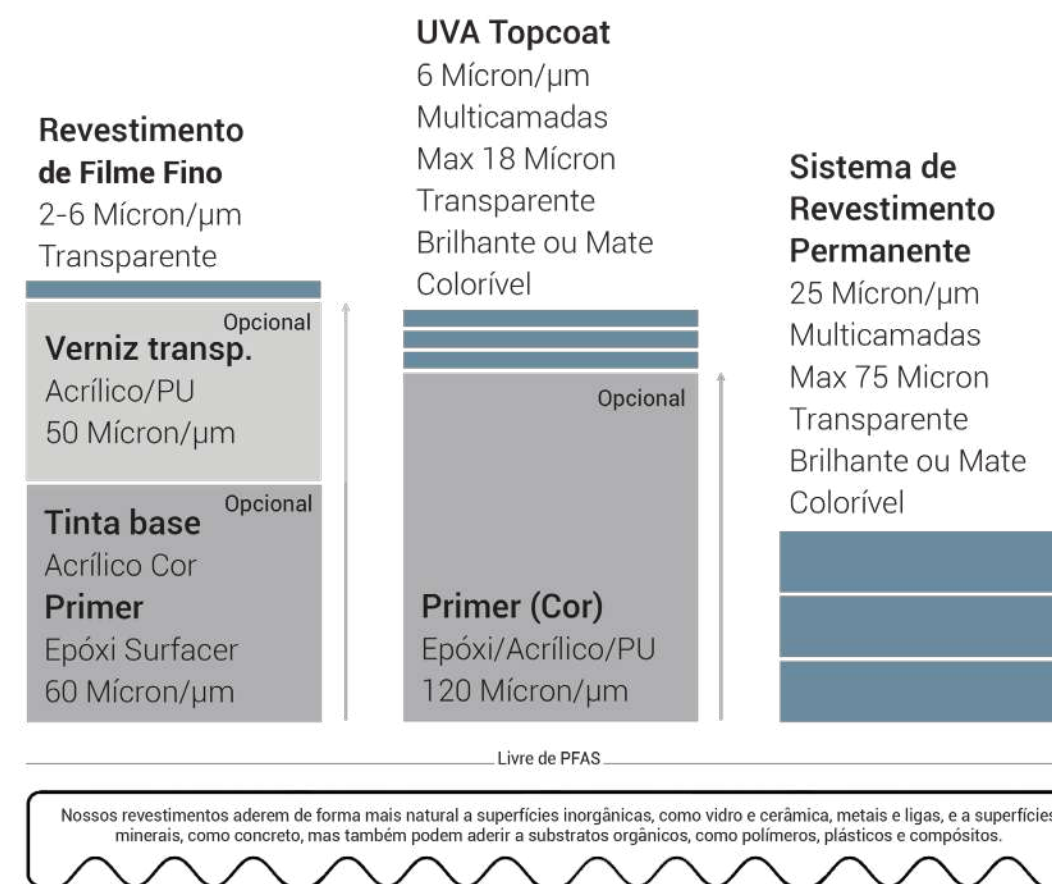 Revestimento
de Filme Fino
2-6 Mícron/µm
Transparente
Opcional
Verniz transp.
Acrílico/PU
50 Mícron/µm
Opcional
Tinta base
Acrílico Cor
Primer
Epóxi Surfacer
60 Mícron/µm
UVA Topcoat
6 Mícron/µm
Multicamadas
Max 18 Mícron
Transparente
Brilhante ou Mate
Colorível
Opcional
Primer (Cor)
Epóxi/Acrílico/PU
120 Mícron/µm
Sistema de
Revestimento
Permanente
25 Mícron/µm
Multicamadas
Max 75 Micron
Transparente
Brilhante ou Mate
Colorível
Livre de PFAS
Nossos revestimentos aderem de forma mais natural a superfícies inorgânicas, como vidro e cerâmica, metais e ligas, e a superfícies
minerais, como concreto, mas também podem aderir a substratos orgânicos, como polímeros, plásticos e compósitos.